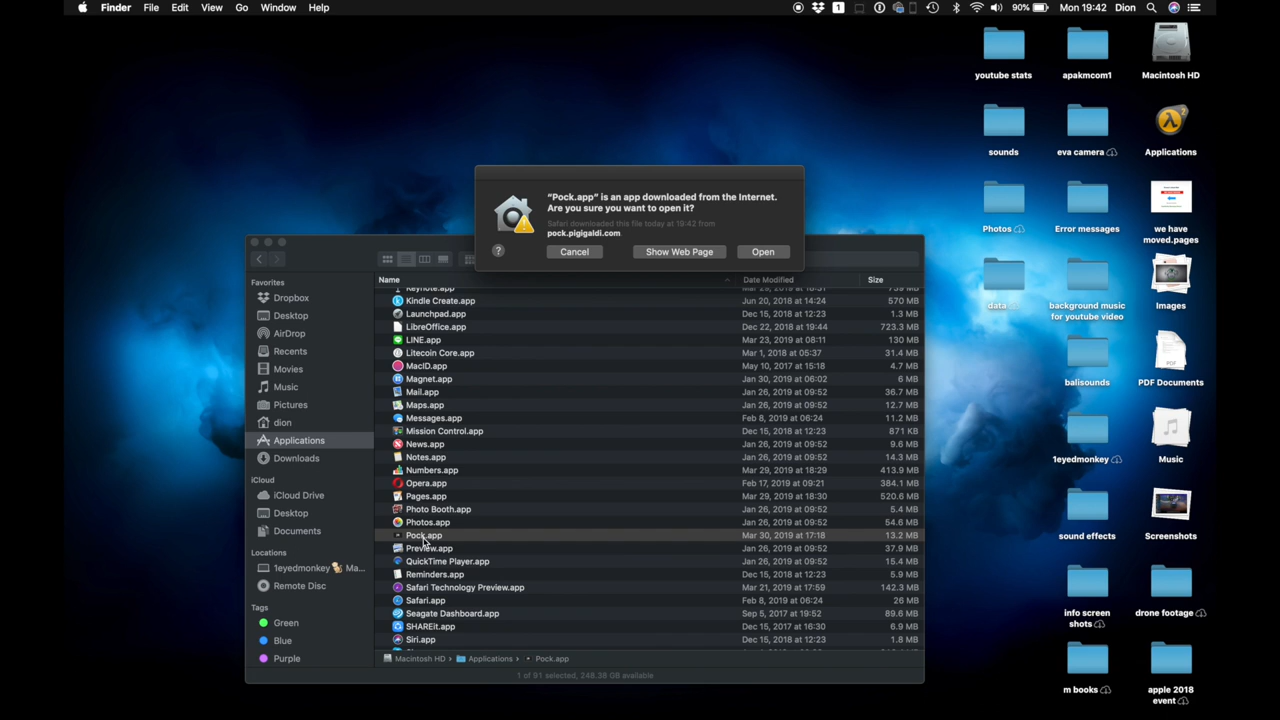 Finder File Edit View Go Window Help
1 90% Mon 19:42 Dion
“Pock.app” is an app downloaded from the Internet.
Are you sure you want to open it?
Safari downloaded this file today at 19:42 from
pock.pigigaldi.com.
? Cancel Show Web Page Open
Name Date Modified Size
Favorites
Dropbox
Desktop
AirDrop
Recents
Movies
Music
Pictures
dion
Applications
Downloads
iCloud
iCloud Drive
Desktop
Documents
Locations
1eyedmonkey Ma...
Remote Disc
Tags
Green
Blue
Purple
Keynote.app
Kindle Create.app Jun 20, 2018 at 14:24 570 MB
Launchpad.app Dec 15, 2018 at 12:23 1.3 MB
LibreOffice.app Dec 22, 2018 at 19:44 723.3 MB
LINE.app Mar 23, 2019 at 08:11 130 MB
Litecoin Core.app Mar 1, 2018 at 05:37 31.4 MB
MacID.app May 10, 2017 at 15:18 4.7 MB
Magnet.app Jan 30, 2019 at 06:02 6 MB
Mail.app Jan 26, 2019 at 09:52 36.7 MB
Maps.app Jan 26, 2019 at 09:52 12.7 MB
Messages.app Feb 8, 2019 at 06:24 11.2 MB
Mission Control.app Dec 15, 2018 at 12:23 871 KB
News.app Jan 26, 2019 at 09:52 9.6 MB
Notes.app Jan 26, 2019 at 09:52 14.3 MB
Numbers.app Mar 29, 2019 at 18:29 413.9 MB
Opera.app Feb 17, 2019 at 09:21 384.1 MB
Pages.app Mar 29, 2019 at 18:30 520.6 MB
Photo Booth.app Jan 26, 2019 at 09:52 5.4 MB
Photos.app Jan 26, 2019 at 09:52 54.6 MB
Pock.app Mar 30, 2019 at 17:18 13.2 MB
Preview.app Jan 26, 2019 at 09:52 37.9 MB
QuickTime Player.app Jan 26, 2019 at 09:52 15.4 MB
Reminders.app Dec 15, 2018 at 12:23 5.9 MB
Safari Technology Preview.app Mar 21, 2019 at 17:59 142.3 MB
Safari.app Feb 8, 2019 at 06:24 26 MB
Seagate Dashboard.app Sep 5, 2017 at 19:52 89.6 MB
SHAREit.app Dec 15, 2017 at 16:30 6.9 MB
Siri.app Dec 15, 2018 at 12:23 1.8 MB
Macintosh HD › Applications › Pock.app
1 of 91 selected, 248.38 GB available
youtube stats apakmcom1 Macintosh HD
sounds eva camera Applications
Photos Error messages we have
moved.pages
data background music
for youtube video Images
balisounds PDF Documents
PDF
1eyedmonkey Music
sound effects Screenshots
info screen
shots drone footage
m books apple 2018
event